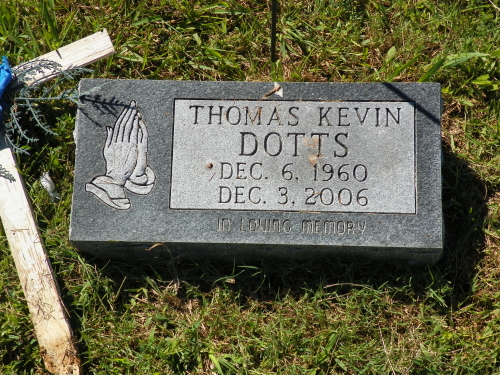 THOMAS KEVIN
DOTTS
DEC. 6, 1960
DEC. 3, 2006
IN LOVING MEMORY